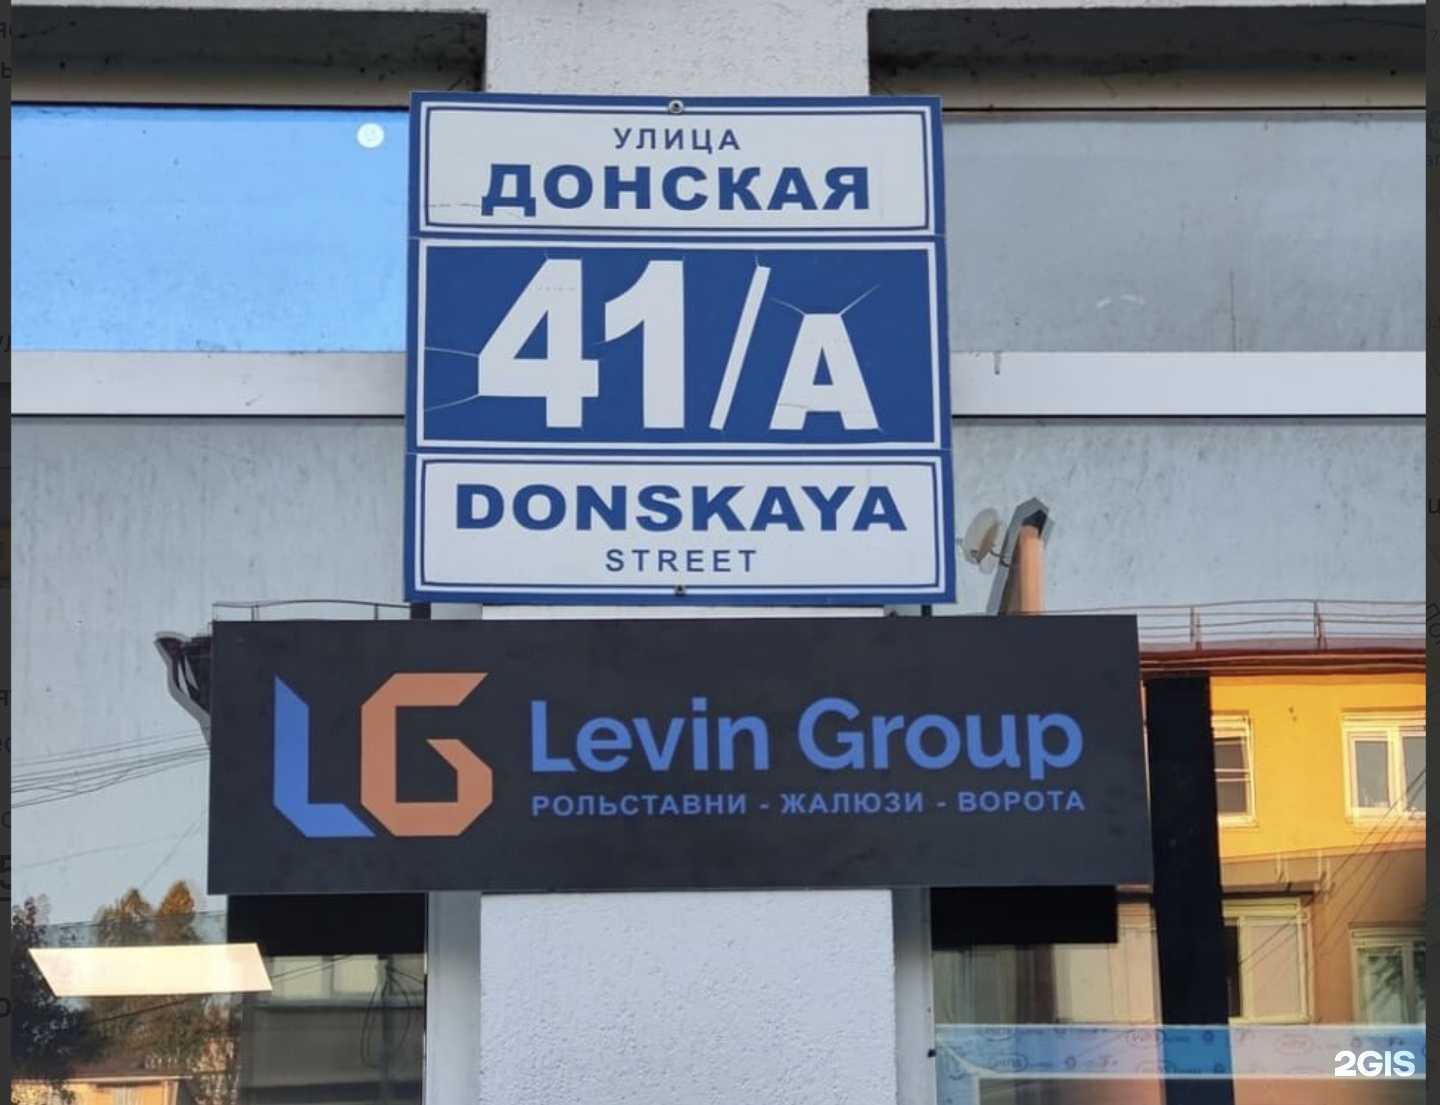 УЛИЦА
ДОНСКАЯ
41/А
DONSKAYA
STREET
LG
Levin Group
РОЛЬСТАВНИ - ЖАЛЮЗИ - ВОРОТА
2GIS